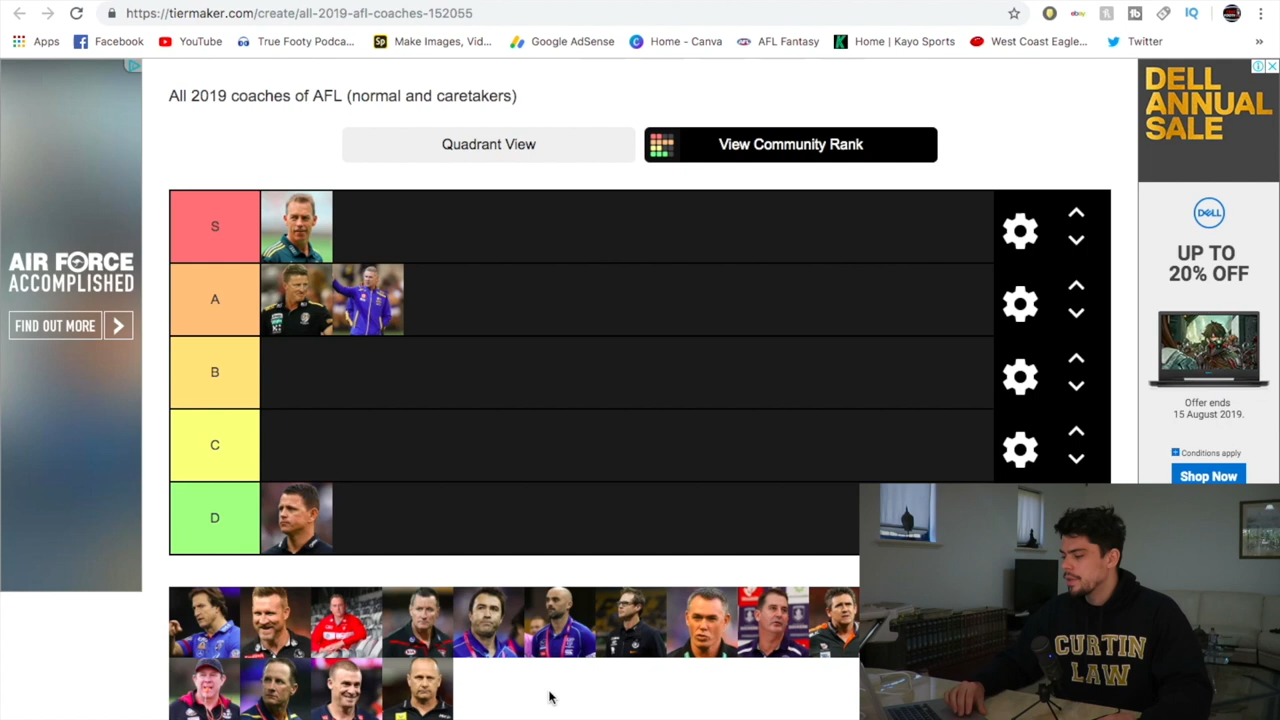 https://tiermaker.com/create/all-2019-afl-coaches-152055
Apps Facebook YouTube True Footy Podca... Make Images, Vid... Google AdSense Home - Canva AFL Fantasy Home | Kayo Sports West Coast Eagle... Twitter »
All 2019 coaches of AFL (normal and caretakers)
Quadrant View
View Community Rank
S
A
B
C
D
AIR FORCE
ACCOMPLISHED
FIND OUT MORE
DELL
ANNUAL
SALE
DELL
UP TO
20% OFF
Offer ends
15 August 2019.
Conditions apply
Shop Now
CURTIN
LAW